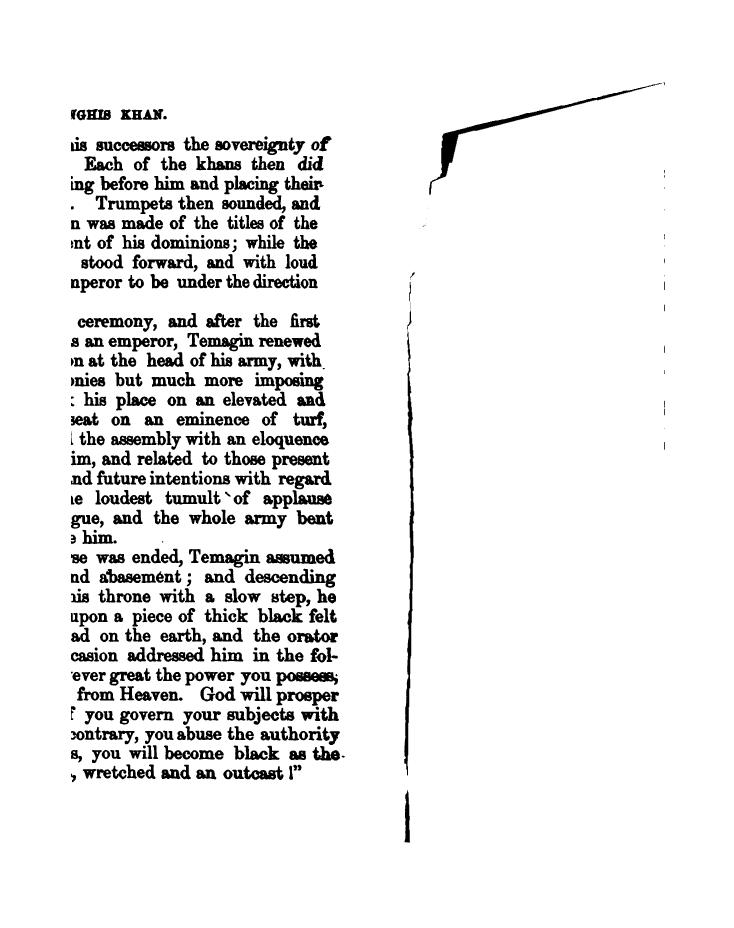 GHIS KHAN.
is successors the sovereignty of
Each of the khans then did
ing before him and placing their
. Trumpets then sounded, and
n was made of the titles of the
nt of his dominions; while the
stood forward, and with loud
nperor to be under the direction
ceremony, and after the first
s an emperor, Temagin renewed
n at the head of his army, with
nies but much more imposing
his place on an elevated and
seat on an eminence of turf,
the assembly with an eloquence
im, and related to those present
nd future intentions with regard
e loudest tumult of applause
gue, and the whole army bent
him.
se was ended, Temagin assumed
nd abasement; and descending
his throne with a slow step, he
upon a piece of thick black felt
ad on the earth, and the orator
casion addressed him in the fol-
ever great the power you possess,
from Heaven. God will prosper
you govern your subjects with
contrary, you abuse the authority
s, you will become black as the
, wretched and an outcast!"